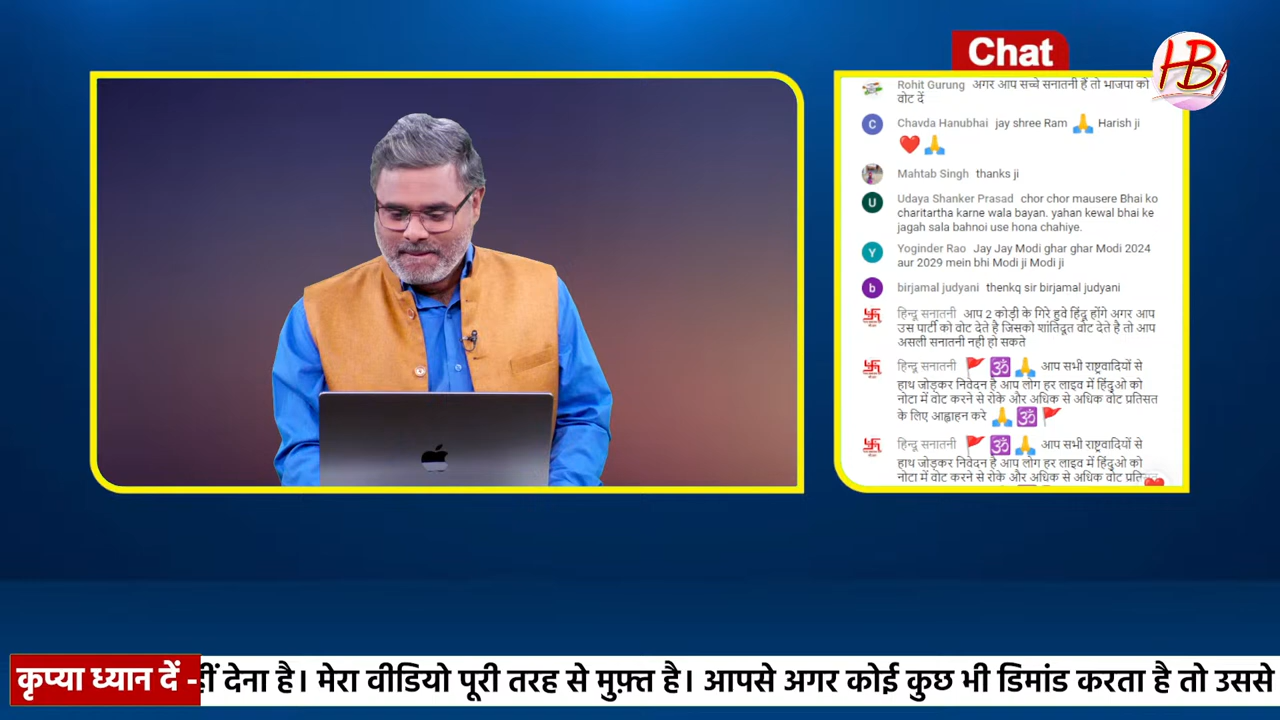 Chat
HB
Rohit Gurung अगर आप सच्चे सनातनी हैं तो भाजपा को
वोट दें
C Chavda Hanubhai jay shree Ram 🙏 Harish ji
❤️🙏
Mahtab Singh thanks ji
U Udaya Shanker Prasad chor chor mausere Bhai ko
charitartha karne wala bayan. yahan kewal bhai ke
jagah sala bahnoi use hona chahiye.
Y Yoginder Rao Jay Jay Modi ghar ghar Modi 2024
aur 2029 mein bhi Modi ji Modi ji
b birjamal judyani thenkq sir birjamal judyani
हिन्दू सनातनी आप 2 कोड़ी के गिरे हुवे हिंदू होंगे अगर आप
उस पार्टी को वोट देते है जिसको शांतिदूत वोट देते है तो आप
असली सनातनी नही हो सकते
हिन्दू सनातनी 🚩🕉️🙏 आप सभी राष्ट्रवादियों से
हाथ जोड़कर निवेदन है आप लोग हर लाइव में हिंदुओ को
नोटा में वोट करने से रोके और अधिक से अधिक वोट प्रतिसत
के लिए आह्वाहन करे 🙏🕉️🚩
हिन्दू सनातनी 🚩🕉️🙏 आप सभी राष्ट्रवादियों से
हाथ जोड़कर निवेदन है आप लोग हर लाइव में हिंदुओ को
नोटा में वोट करने से रोके और अधिक से अधिक वोट
कृप्या ध्यान दें - देना है। मेरा वीडियो पूरी तरह से मुफ़्त है। आपसे अगर कोई कुछ भी डिमांड करता है तो उससे